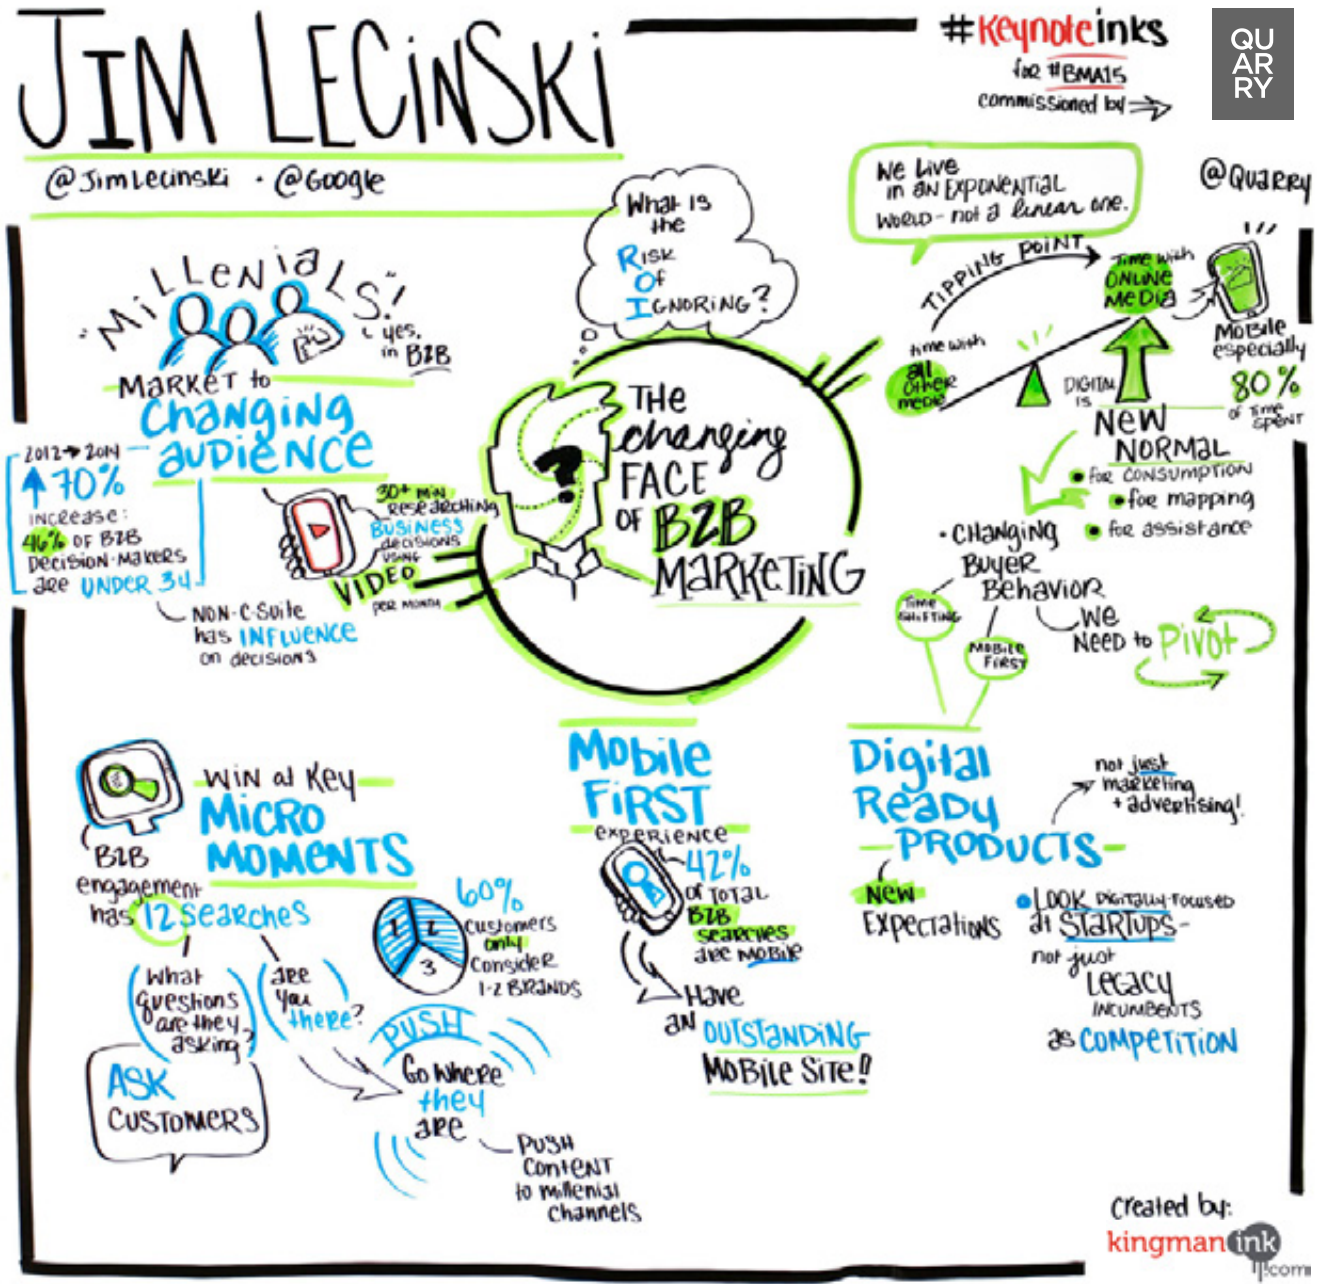 JIM LECINSKI
@JimLecinski · @Google
#Keynoteinks
for #BMA15
commissioned by
QU
AR
RY
@QUARRY
What is
the
Risk
Of
Ignoring?
We Live
in an Exponential
World - not a linear one.
"Millenials"!
yes,
in B2B
Market to
Changing
Audience
2012 → 2014
70%
increase:
46% of B2B
Decision-Makers
are under 34
Non-C-Suite
has influence
on decisions
30+ min
researching
business
decisions
using
video
per month
The
changing
face
of B2B
Marketing
Tipping Point
time with
all
other
media
Time with
online
media
Mobile
especially
80%
of time
spent
Digital
is
New
Normal
for consumption
for mapping
for assistance
· Changing
Buyer
Behavior
Time
Shifting
Mobile
First
We
need to Pivot
Win at Key
Micro
Moments
B2B
engagement
has 12 searches
What
questions
are they
asking?
Ask
Customers
are
you
there?
1 2
3
60%
customers
only
consider
1-2 brands
Push
Go where
they
are
Push
content
to millenial
channels
Mobile
First
experience
42%
of total
B2B
searches
are mobile
Have
an outstanding
mobile site!!
Digital
Ready
Products
not just
marketing
+ advertising!
New
Expectations
Look digitally-focused
at startups-
not just
legacy
incumbents
as competition
created by:
kingman ink
.com